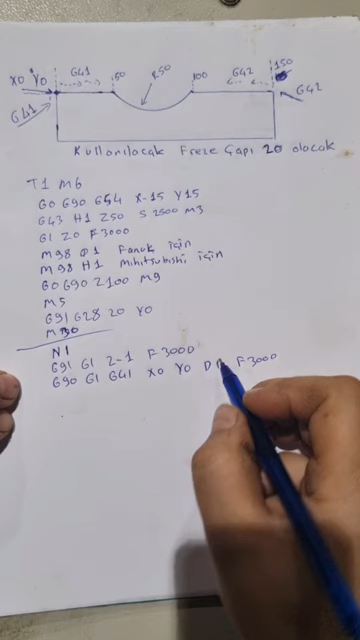 150
G41 50 R50 100 G42
X0 Y0
G41
G42
Kullanılacak Freze Çapı 20 olacak
T1 M6
G0 G90 G54 X-15 Y15
G43 H1 Z50 S2500 M3
G1 Z0 F3000
M98 P1 Fanuk için
M98 H1 Mihitsubishi için
G0 G90 Z100 M9
M5
G91 G28 Z0 Y0
M30
N1
G91 G1 Z-1 F3000
G90 G1 G41 X0 Y0 D F3000